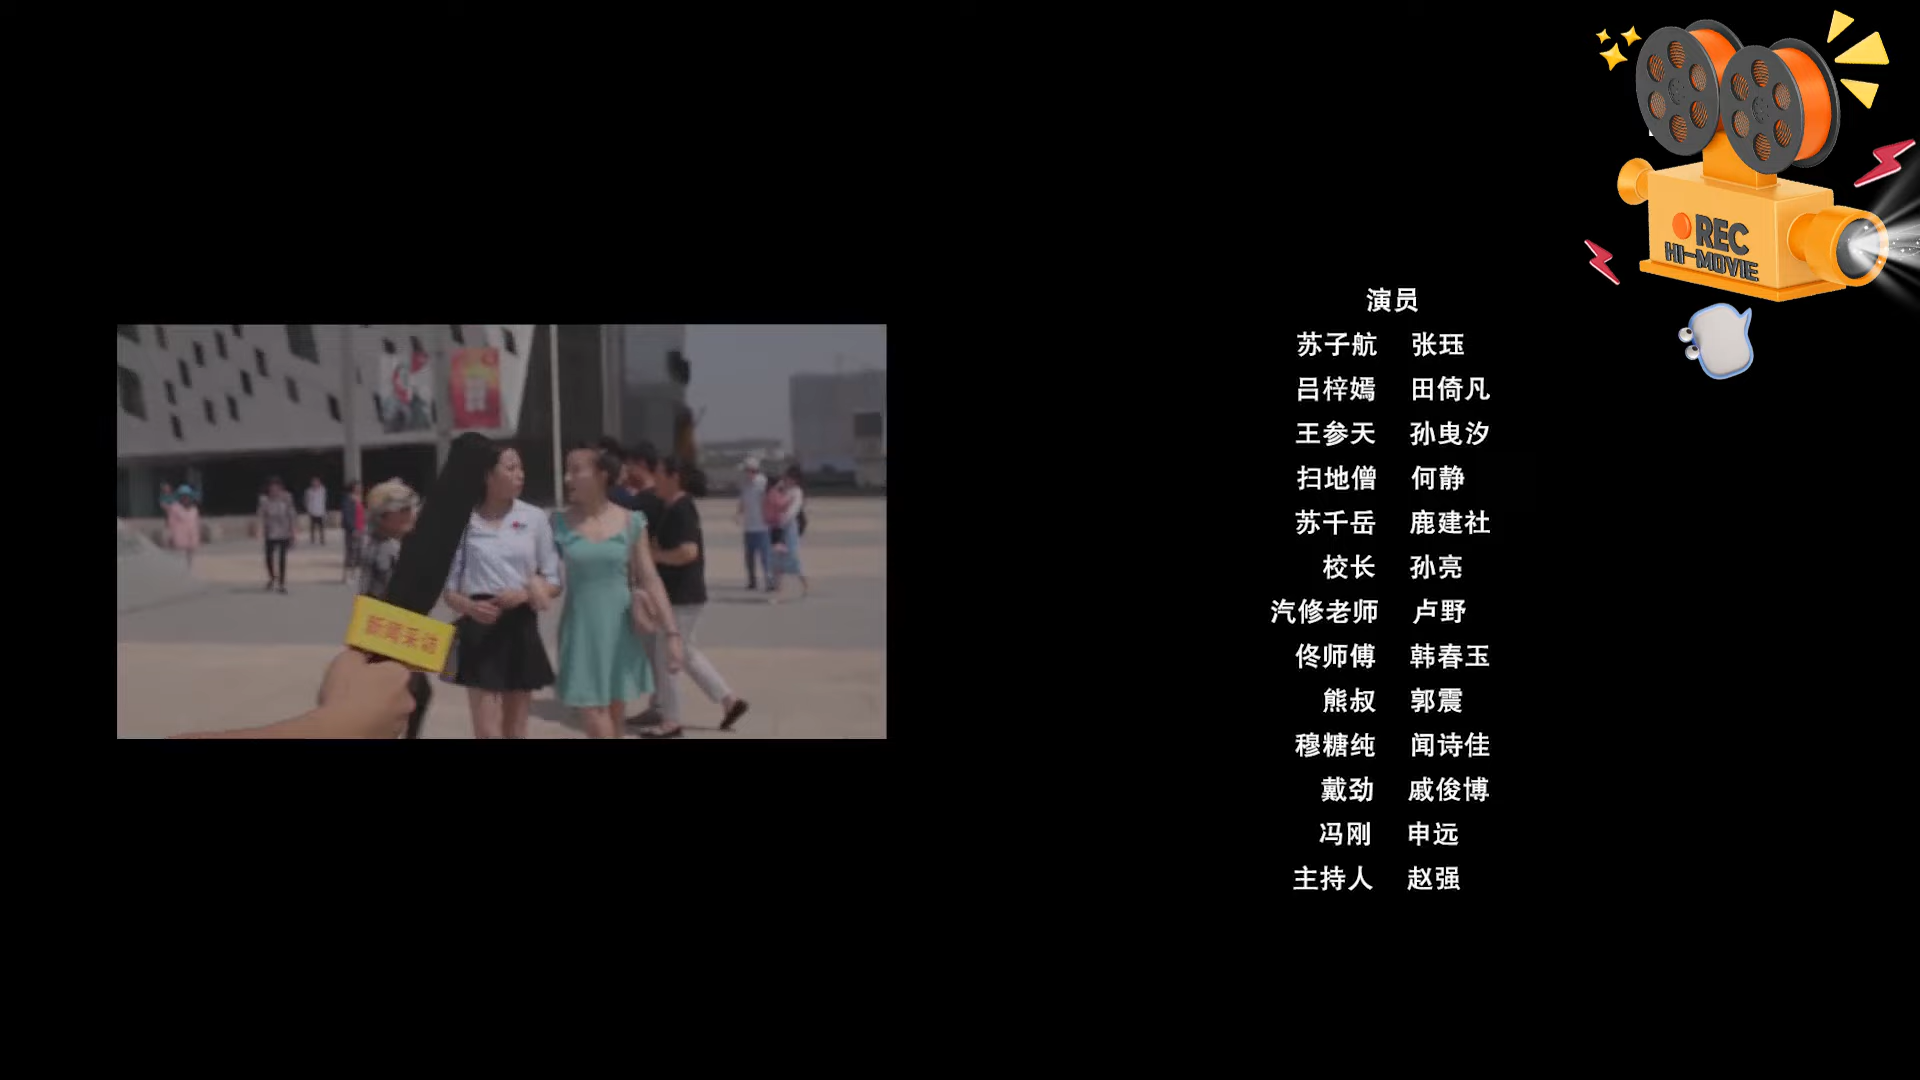 REC
HI-MOVIE
演员
苏子航 张珏
吕梓嫣 田倚凡
王参天 孙曳汐
扫地僧 何静
苏千岳 鹿建社
校长 孙亮
汽修老师 卢野
佟师傅 韩春玉
熊叔 郭震
穆糖纯 闻诗佳
戴劲 戚俊博
冯刚 申远
主持人 赵强